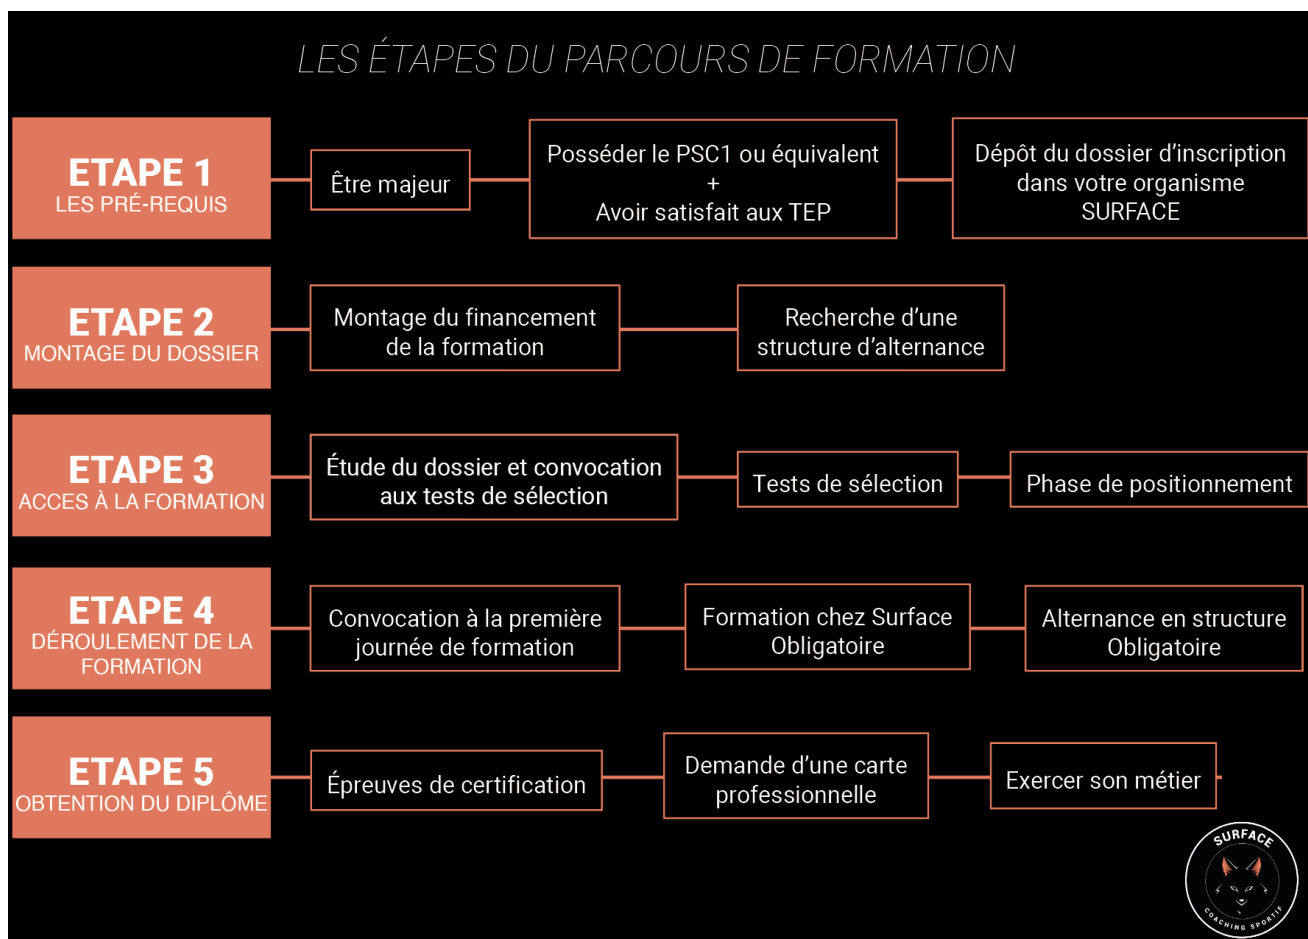 LES ÉTAPES DU PARCOURS DE FORMATION
ETAPE 1
LES PRÉ-REQUIS
Être majeur
Posséder le PSC1 ou équivalent
+
Avoir satisfait aux TEP
Dépôt du dossier d'inscription
dans votre organisme
SURFACE
ETAPE 2
MONTAGE DU DOSSIER
Montage du financement
de la formation
Recherche d'une
structure d'alternance
ETAPE 3
ACCES À LA FORMATION
Étude du dossier et convocation
aux tests de sélection
Tests de sélection
Phase de positionnement
ETAPE 4
DÉROULEMENT DE LA
FORMATION
Convocation à la première
journée de formation
Formation chez Surface
Obligatoire
Alternance en structure
Obligatoire
ETAPE 5
OBTENTION DU DIPLÔME
Épreuves de certification
Demande d'une carte
professionnelle
Exercer son métier
SURFACE
COACHING SPORTIF